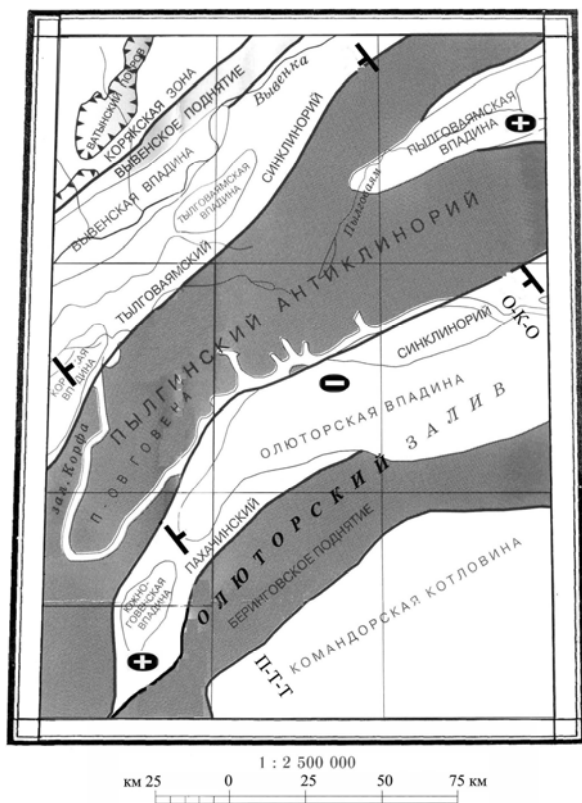 ВАТЫНСКИЙ ПОКРОВ
КОРЯКСКАЯ ЗОНА
ВЫВЕНСКОЕ ПОДНЯТИЕ
Вывенка
ВЫВЕНСКАЯ ВПАДИНА
ТЫЛГОВАЯМСКАЯ
ВПАДИНА
ТЫЛГОВАЯМСКИЙ
СИНКЛИНОРИЙ
ПЫЛГОВАЯМСКАЯ
ВПАДИНА
Пылговаям
ПЫЛГИНСКИЙ АНТИКЛИНОРИЙ
ВПАДИНА
зал. Корфа
П-ОВ ГОВЕНА
О-К-О
ПАХАЧИНСКИЙ
СИНКЛИНОРИЙ
ОЛЮТОРСКАЯ ВПАДИНА
ОЛЮТОРСКИЙ ЗАЛИВ
ЮЖНО-
ГОВЕНСКАЯ
ВПАДИНА
БЕРИНГОВСКОЕ ПОДНЯТИЕ
КОМАНДОРСКАЯ КОТЛОВИНА
П-Т-Т
1 : 2 500 000
км 25 0 25 50 75 км